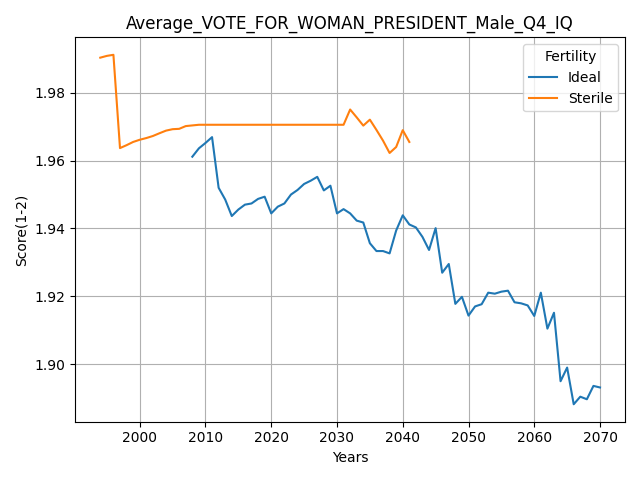 Average_VOTE_FOR_WOMAN_PRESIDENT_Male_Q4_IQ
Fertility
Ideal
Sterile
Score(1-2)
1.98
1.96
1.94
1.92
1.90
2000 2010 2020 2030 2040 2050 2060 2070
Years